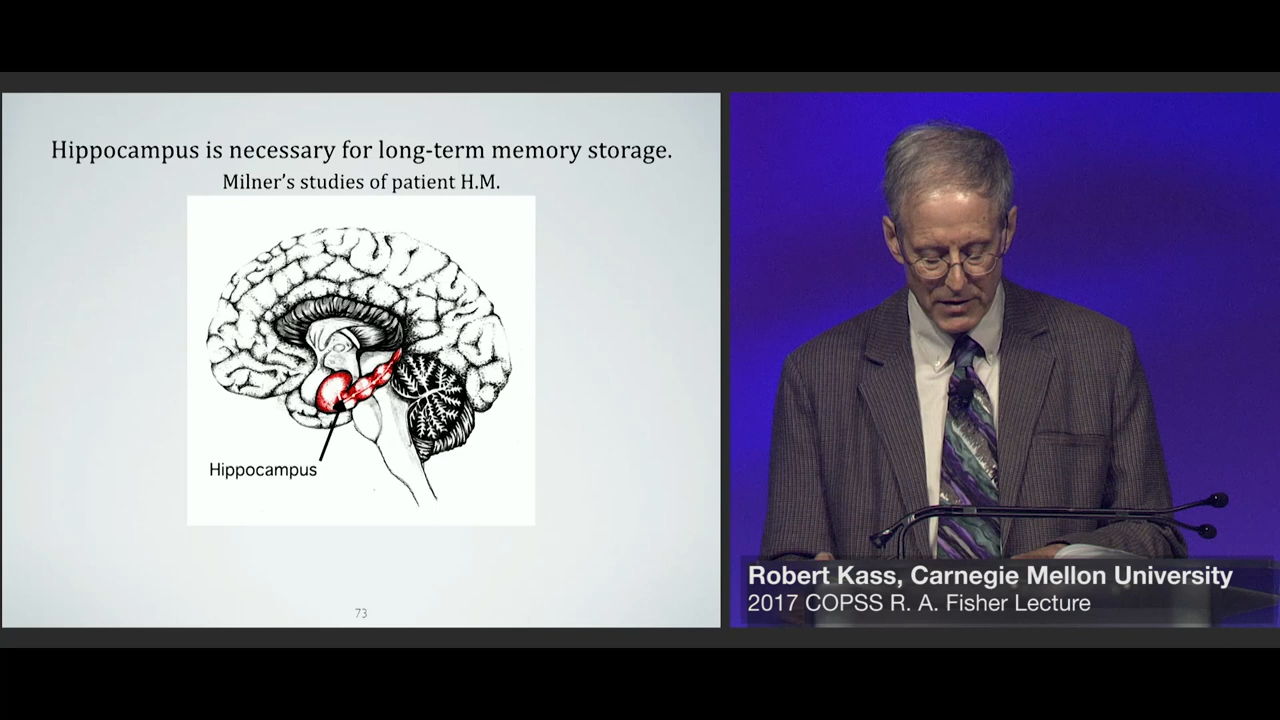 Hippocampus is necessary for long-term memory storage.
Milner’s studies of patient H.M.
Hippocampus
73
Robert Kass, Carnegie Mellon University
2017 COPSS R. A. Fisher Lecture